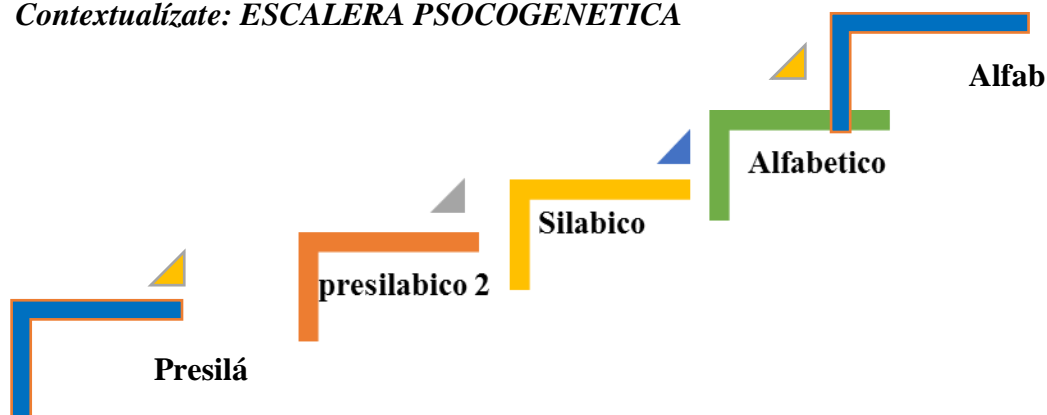 Contextualízate: ESCALERA PSOCOGENETICA
Alfab
Alfabetico
Silabico
presilabico 2
Presilá